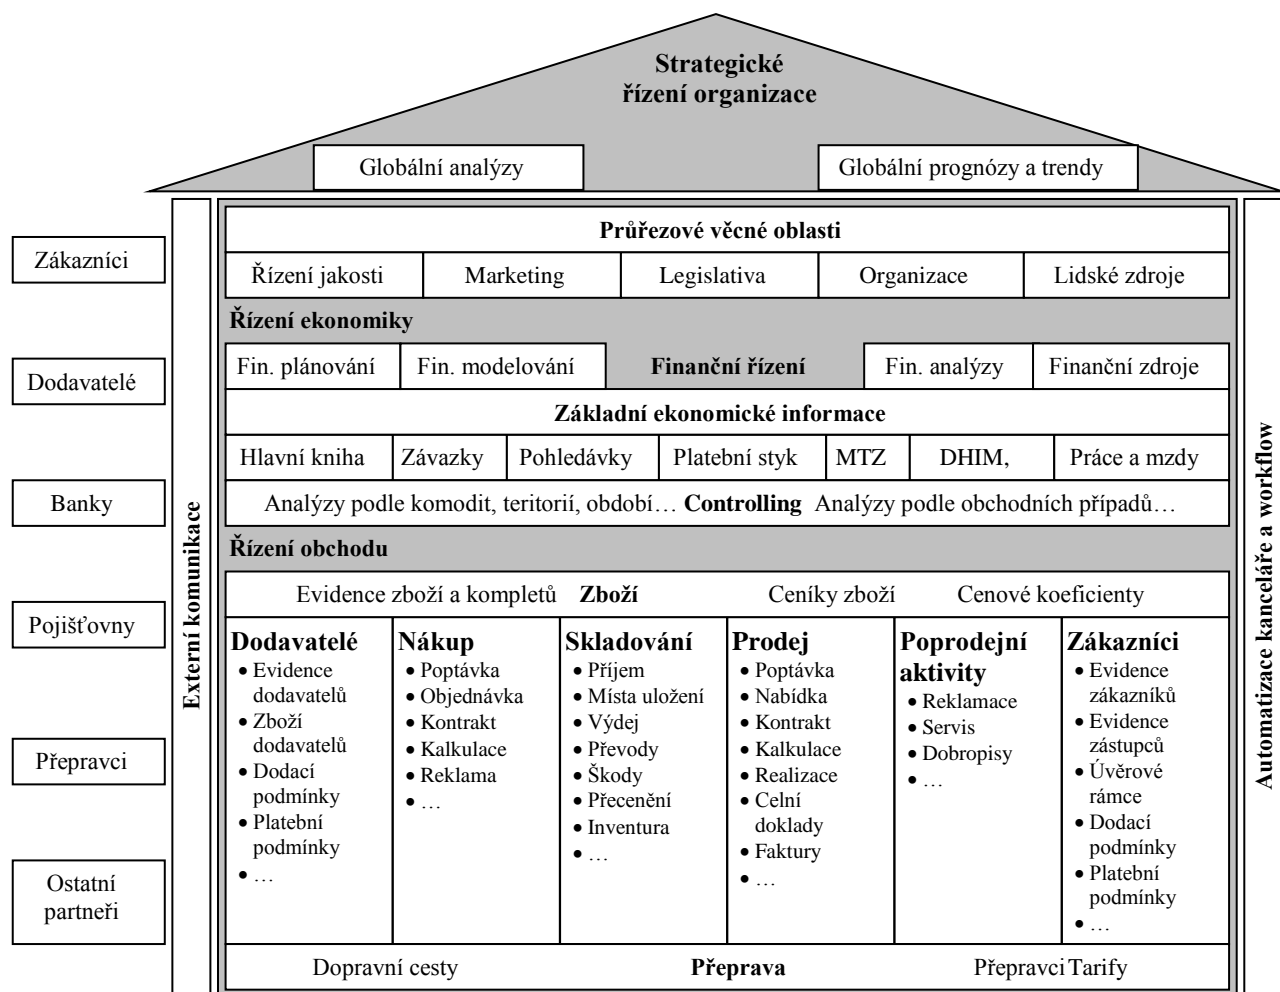 Strategické
řízení organizace
Globální analýzy
Globální prognózy a trendy
Zákazníci
Dodavatelé
Banky
Pojišťovny
Přepravci
Ostatní
partneři
Externí komunikace
Průřezové věcné oblasti
Řízení jakosti
Marketing
Legislativa
Organizace
Lidské zdroje
Řízení ekonomiky
Fin. plánování
Fin. modelování
Finanční řízení
Fin. analýzy
Finanční zdroje
Základní ekonomické informace
Hlavní kniha
Závazky
Pohledávky
Platební styk
MTZ
DHIM,
Práce a mzdy
Analýzy podle komodit, teritorií, období… Controlling Analýzy podle obchodních případů…
Řízení obchodu
Evidence zboží a kompletů Zboží Ceníky zboží Cenové koeficienty
Dodavatelé
• Evidence
dodavatelů
• Zboží
dodavatelů
• Dodací
podmínky
• Platební
podmínky
• …
Nákup
• Poptávka
• Objednávka
• Kontrakt
• Kalkulace
• Reklama
• …
Skladování
• Příjem
• Místa uložení
• Výdej
• Převody
• Škody
• Přecenění
• Inventura
• …
Prodej
• Poptávka
• Nabídka
• Kontrakt
• Kalkulace
• Realizace
• Celní
doklady
• Faktury
• …
Poprodejní
aktivity
• Reklamace
• Servis
• Dobropisy
• …
Zákazníci
• Evidence
zákazníků
• Evidence
zástupců
• Úvěrové
rámce
• Dodací
podmínky
• Platební
podmínky
• …
Dopravní cesty Přeprava Přepravci Tarify
Automatizace kanceláře a workflow